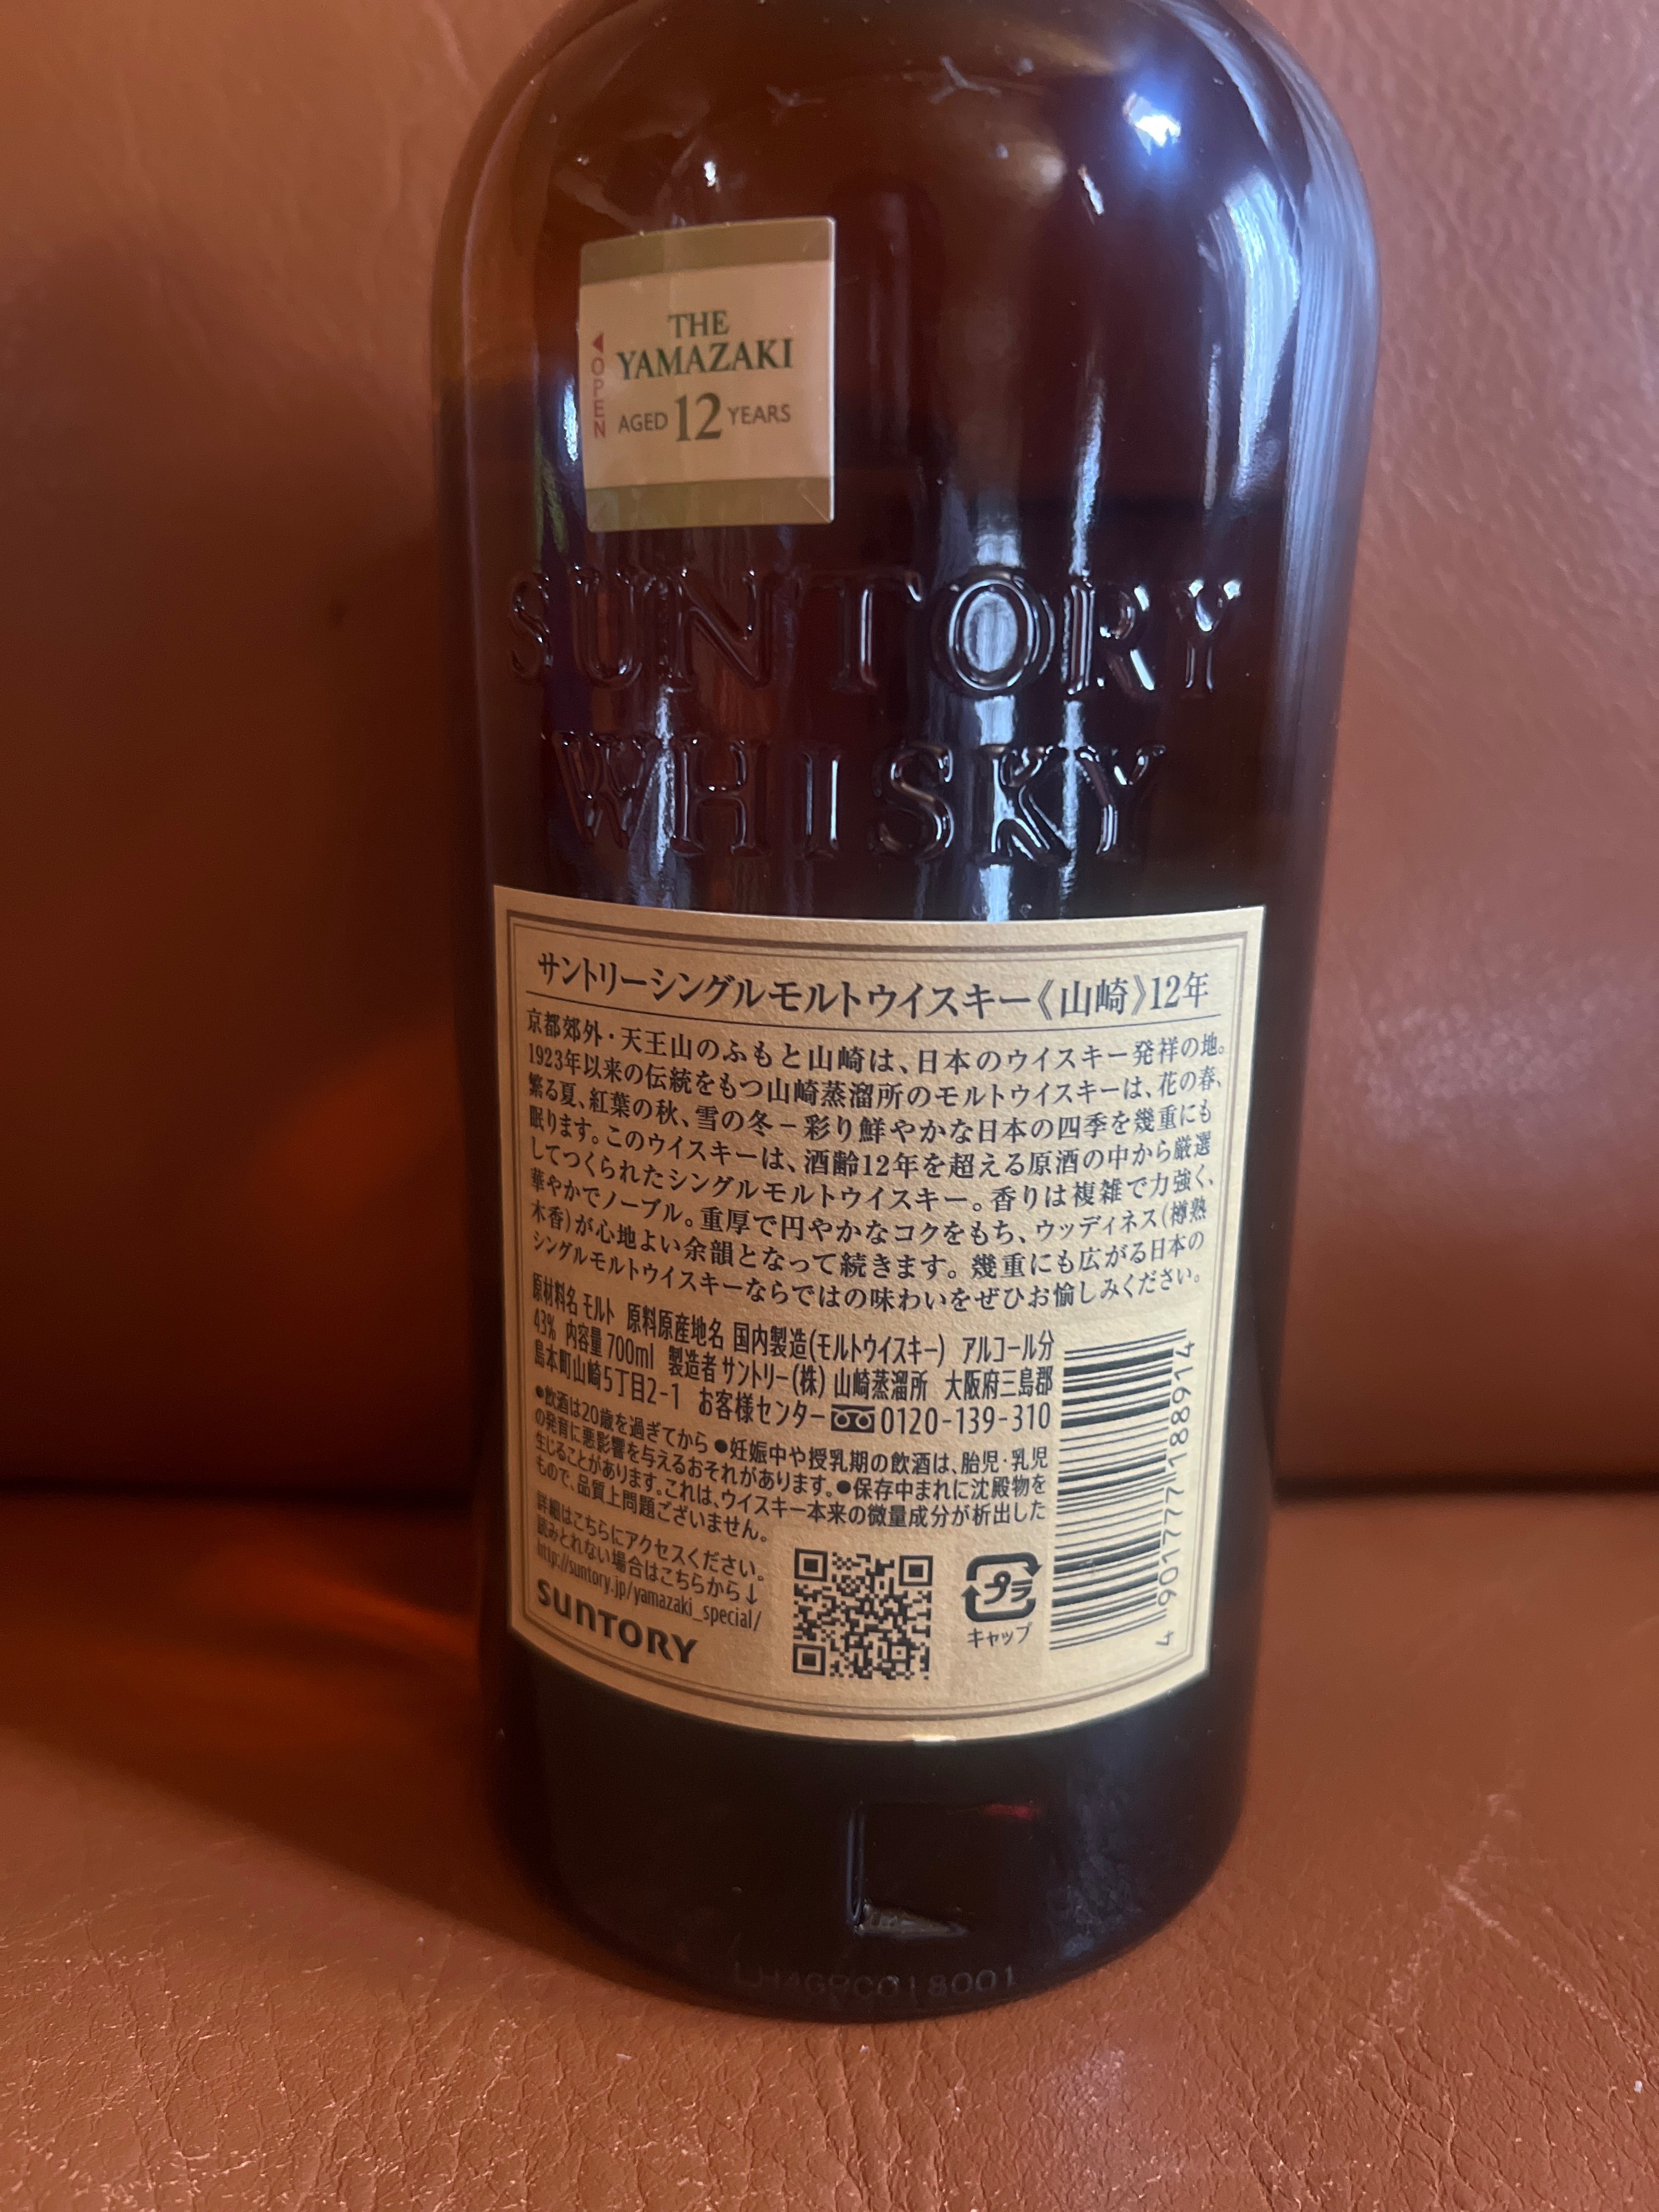 THE
YAMAZAKI
AGED 12 YEARS
OPEN
SUNTORY
WHISKY
サントリーシングルモルトウイスキー《山崎》12年
京都郊外・天王山のふもと山崎は、日本のウイスキー発祥の地。
1923年以来の伝統をもつ山崎蒸溜所のモルトウイスキーは、花の春、
繁る夏、紅葉の秋、雪の冬－彩り鮮やかな日本の四季を幾重にも
眠ります。このウイスキーは、酒齢12年を超える原酒の中から厳選
してつくられたシングルモルトウイスキー。香りは複雑で力強く、
華やかでノーブル。重厚で円やかなコクをもち、ウッディネス(樽熟
木香)が心地よい余韻となって続きます。幾重にも広がる日本の
シングルモルトウイスキーならではの味わいをぜひお愉しみください。
原材料名 モルト 原料原産地名 国内製造(モルトウイスキー) アルコール分
43% 内容量 700ml 製造者 サントリー(株) 山崎蒸溜所 大阪府三島郡
島本町山崎5丁目2-1 お客様センター 0120-139-310
●飲酒は20歳を過ぎてから ●妊娠中や授乳期の飲酒は、胎児・乳児
の発育に悪影響を与えるおそれがあります。●保存中まれに沈殿物を
生じることがあります。これは、ウイスキー本来の微量成分が析出した
もので、品質上問題ございません。
詳細はこちらにアクセスください。
読みとれない場合はこちらから↓
http://suntory.jp/yamazaki_special/
SUNTORY
プラ
キャップ
4 901777 188914